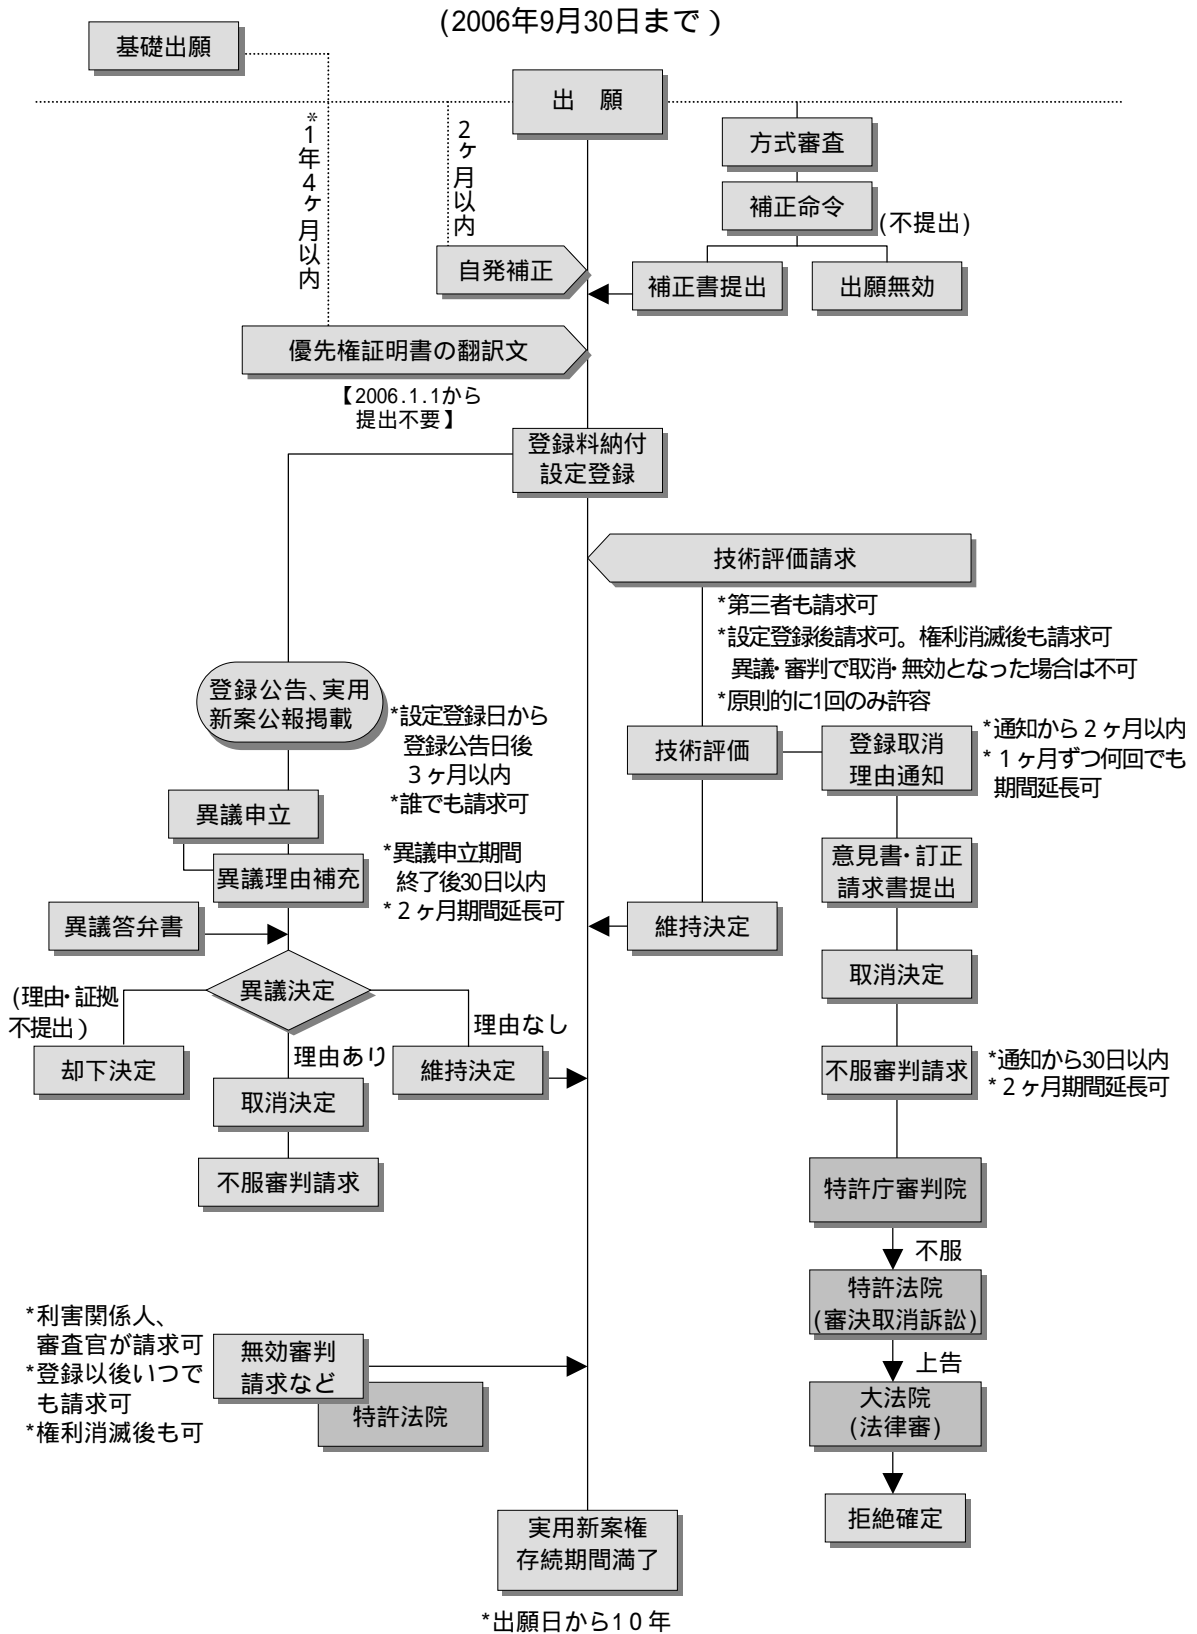 (2006年9月30日まで)
基礎出願
出 願
*1年4ヶ月以内
2ヶ月以内
方式審査
補正命令
(不提出)
自発補正
補正書提出
出願無効
優先権証明書の翻訳文
【2006.1.1から
提出不要】
登録料納付
設定登録
技術評価請求
*第三者も請求可
*設定登録後請求可。権利消滅後も請求可
異議・審判で取消・無効となった場合は不可
*原則的に1回のみ許容
登録公告、実用
新案公報掲載
*設定登録日から
登録公告日後
3ヶ月以内
*誰でも請求可
技術評価
登録取消
理由通知
*通知から2ヶ月以内
*1ヶ月ずつ何回でも
期間延長可
異議申立
異議理由補充
*異議申立期間
終了後30日以内
*2ヶ月期間延長可
意見書・訂正
請求書提出
異議答弁書
維持決定
異議決定
取消決定
(理由・証拠
不提出)
理由なし
却下決定
理由あり
維持決定
取消決定
不服審判請求
*通知から30日以内
*2ヶ月期間延長可
不服審判請求
特許庁審判院
不服
特許法院
(審決取消訴訟)
上告
大法院
(法律審)
拒絶確定
*利害関係人、
審査官が請求可
*登録以後いつで
も請求可
*権利消滅後も可
無効審判
請求など
特許法院
実用新案権
存続期間満了
*出願日から10年